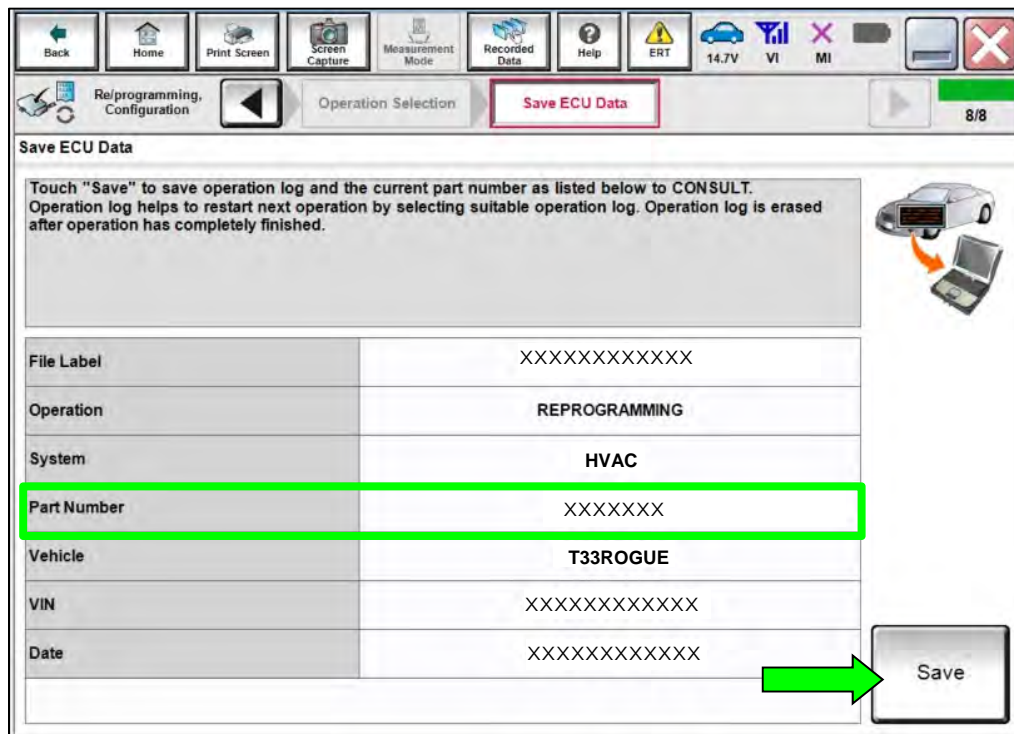 Back
Home
Print Screen
Screen Capture
Measurement Mode
Recorded Data
Help
ERT
14.7V
VI
MI
Re/programming, Configuration
Operation Selection
Save ECU Data
8/8
Save ECU Data
Touch "Save" to save operation log and the current part number as listed below to CONSULT.
Operation log helps to restart next operation by selecting suitable operation log. Operation log is erased
after operation has completely finished.
File Label XXXXXXXXXXXX
Operation REPROGRAMMING
System HVAC
Part Number XXXXXXX
Vehicle T33ROGUE
VIN XXXXXXXXXXXX
Date XXXXXXXXXXXX
Save